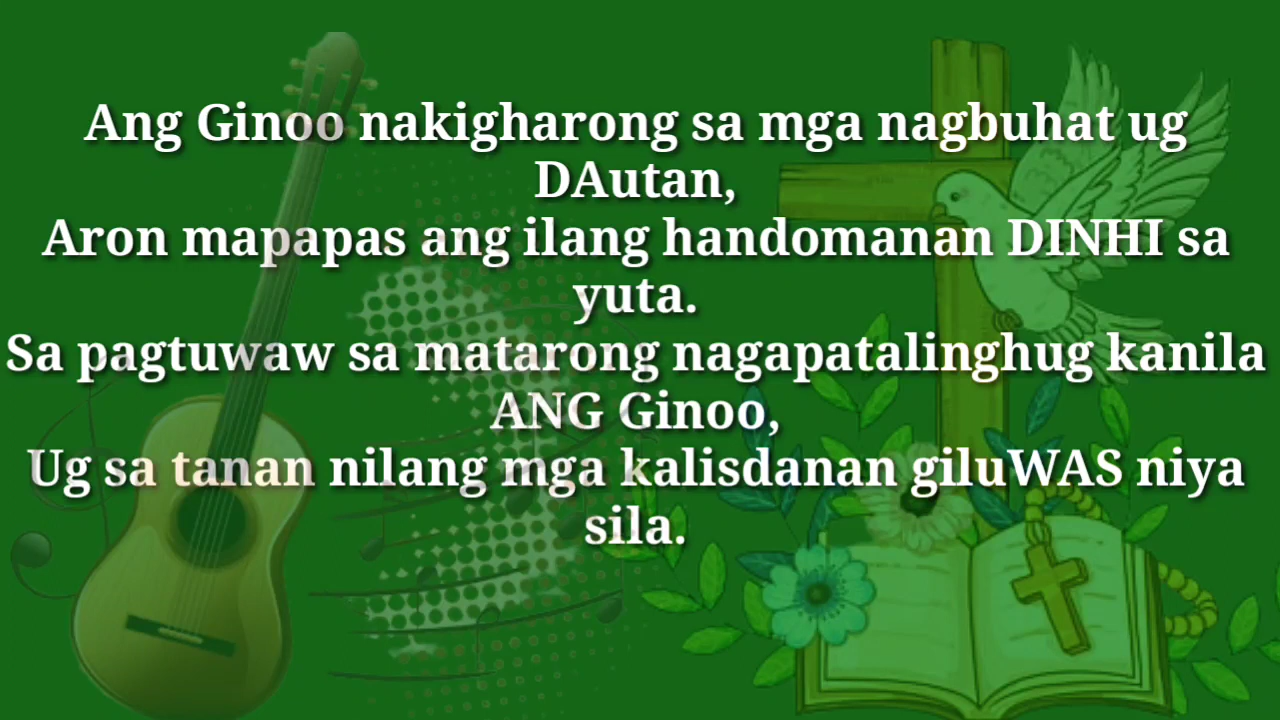 Ang Ginoo nakigharong sa mga nagbuhat ug
DAutan,
Aron mapapas ang ilang handomanan DINHI sa
yuta.
Sa pagtuwaw sa matarong nagapatalinghug kanila
ANG Ginoo,
Ug sa tanan nilang mga kalisdanan giluWAS niya
sila.